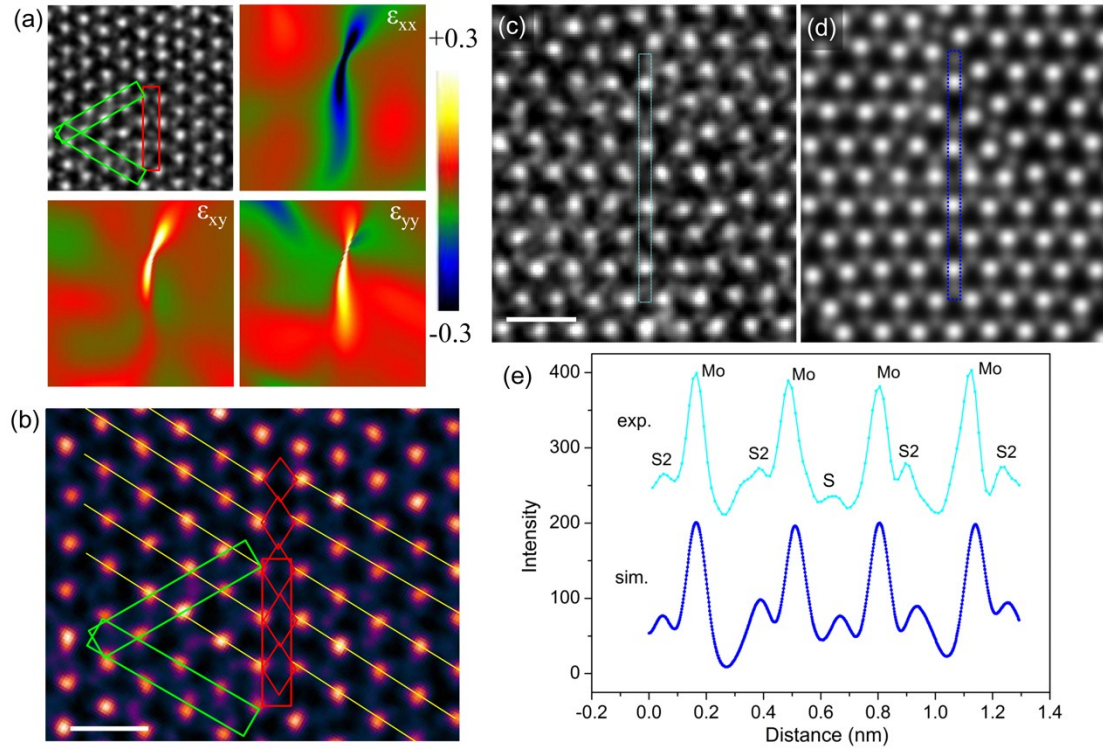 (a)
εxx
+0.3
εxy
εyy
-0.3
(b)
(c)
(d)
(e)
400
300
200
100
0
Intensity
exp.
S2
Mo
S2
Mo
S
Mo
S2
Mo
S2
sim.
-0.2
0.0
0.2
0.4
0.6
0.8
1.0
1.2
1.4
Distance (nm)